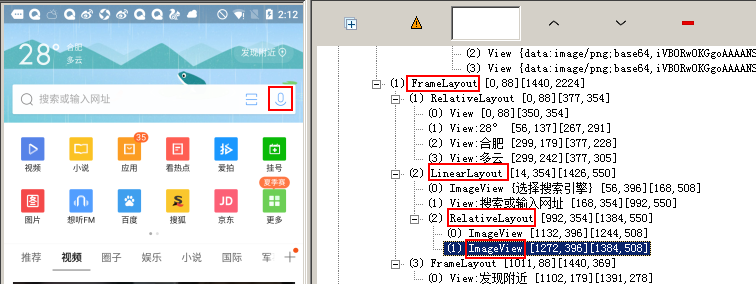 2:12
28°
合肥
多云
发现附近
搜索或输入网址
视频
小说
35
应用
看热点
爱拍
挂号
图片
想听FM
百度
搜狐
JD
京东
夏季赛
更多
推荐
视频
圈子
娱乐
小说
国际
军
(2) View {data:image/png;base64,iVBORwOKGgoAAAANS
(3) View {data:image/png;base64,iVBORwOKGgoAAAANS
(1) FrameLayout [0,88][1440,2224]
(1) RelativeLayout [0,88][377,354]
(0) View [0,88][350,354]
(1) View:28° [56,137][267,291]
(2) View:合肥 [299,179][377,228]
(3) View:多云 [299,242][377,305]
(2) LinearLayout [14,354][1426,550]
(0) ImageView {选择搜索引擎} [56,396][168,508]
(1) View:搜索或输入网址 [168,354][992,550]
(2) RelativeLayout [992,354][1384,550]
(0) ImageView [1132,396][1244,508]
(1) ImageView [1272,396][1384,508]
(3) FrameLayout [1011,88][1440,369]
(0) View:发现附近 [1102,179][1391,278]